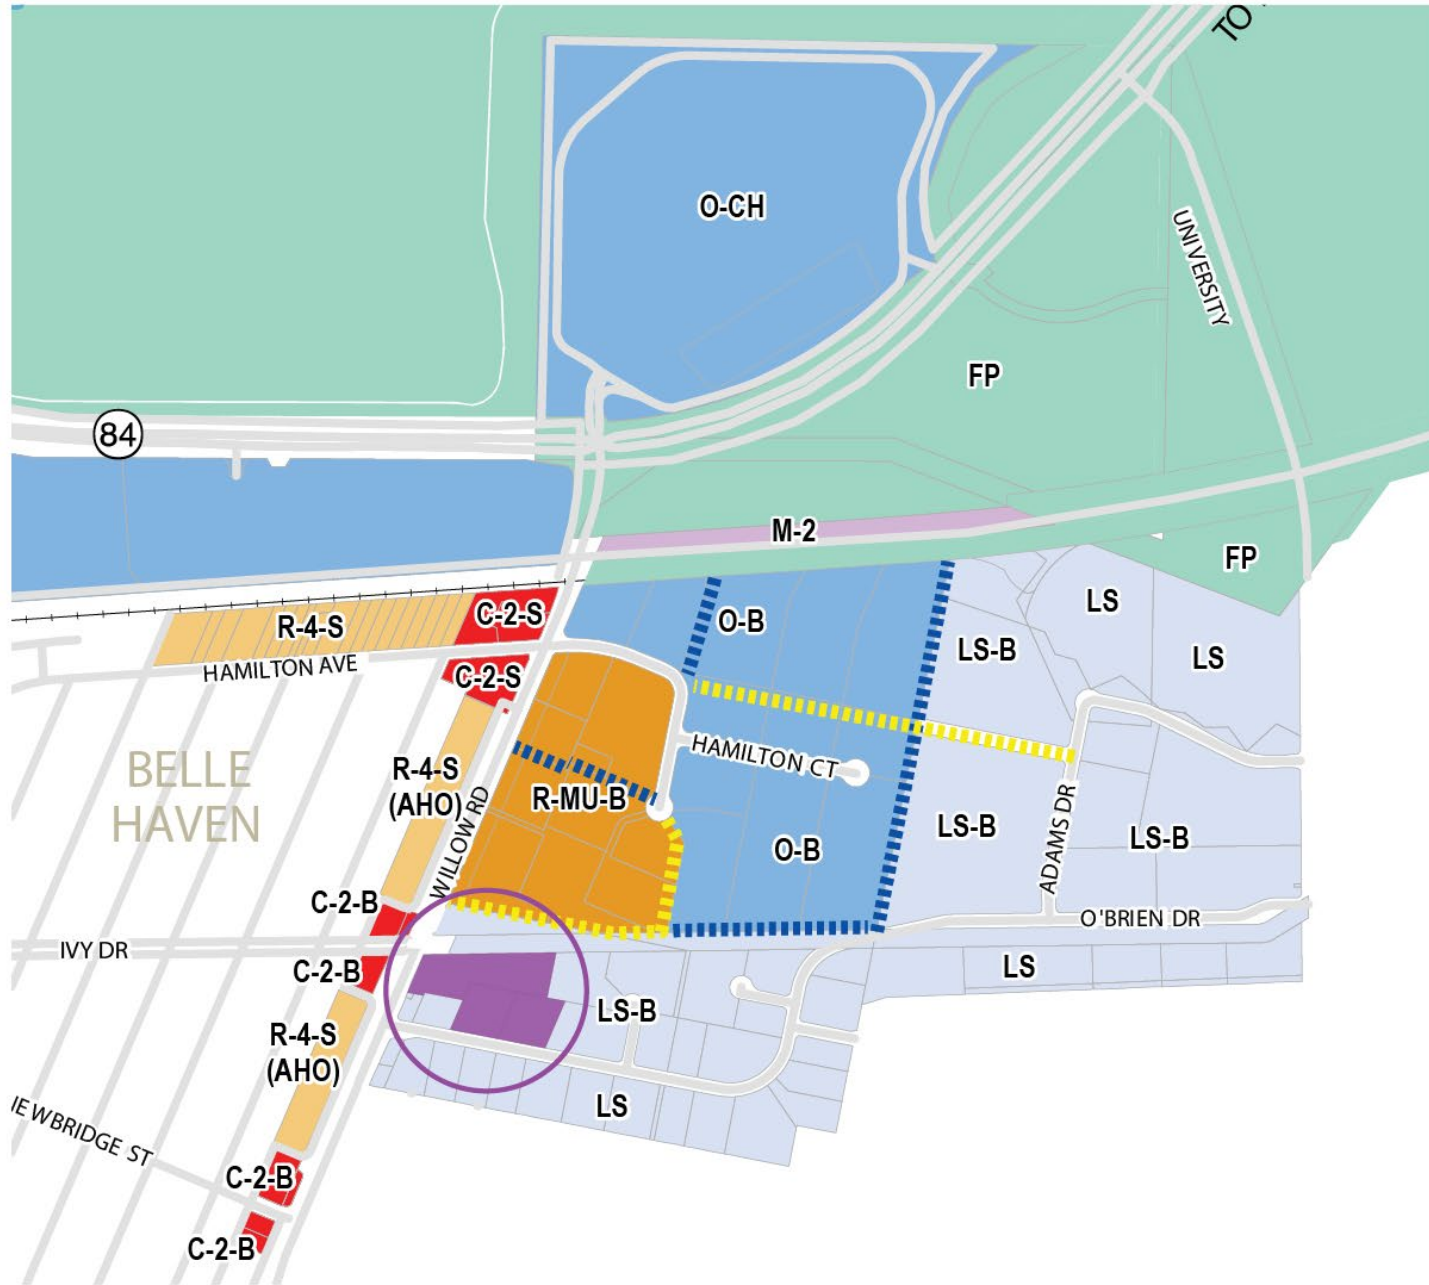 TO
O-CH
UNIVERSITY
FP
84
M-2
FP
C-2-S
R-4-S
O-B
LS
LS-B
LS
HAMILTON AVE
C-2-S
HAMILTON CT
BELLE
HAVEN
R-4-S
(AHO)
WILLOW RD
R-MU-B
O-B
LS-B
ADAMS DR
LS-B
C-2-B
O'BRIEN DR
IVY DR
C-2-B
LS
LS-B
R-4-S
(AHO)
LS
EWBRIDGE ST
C-2-B
C-2-B